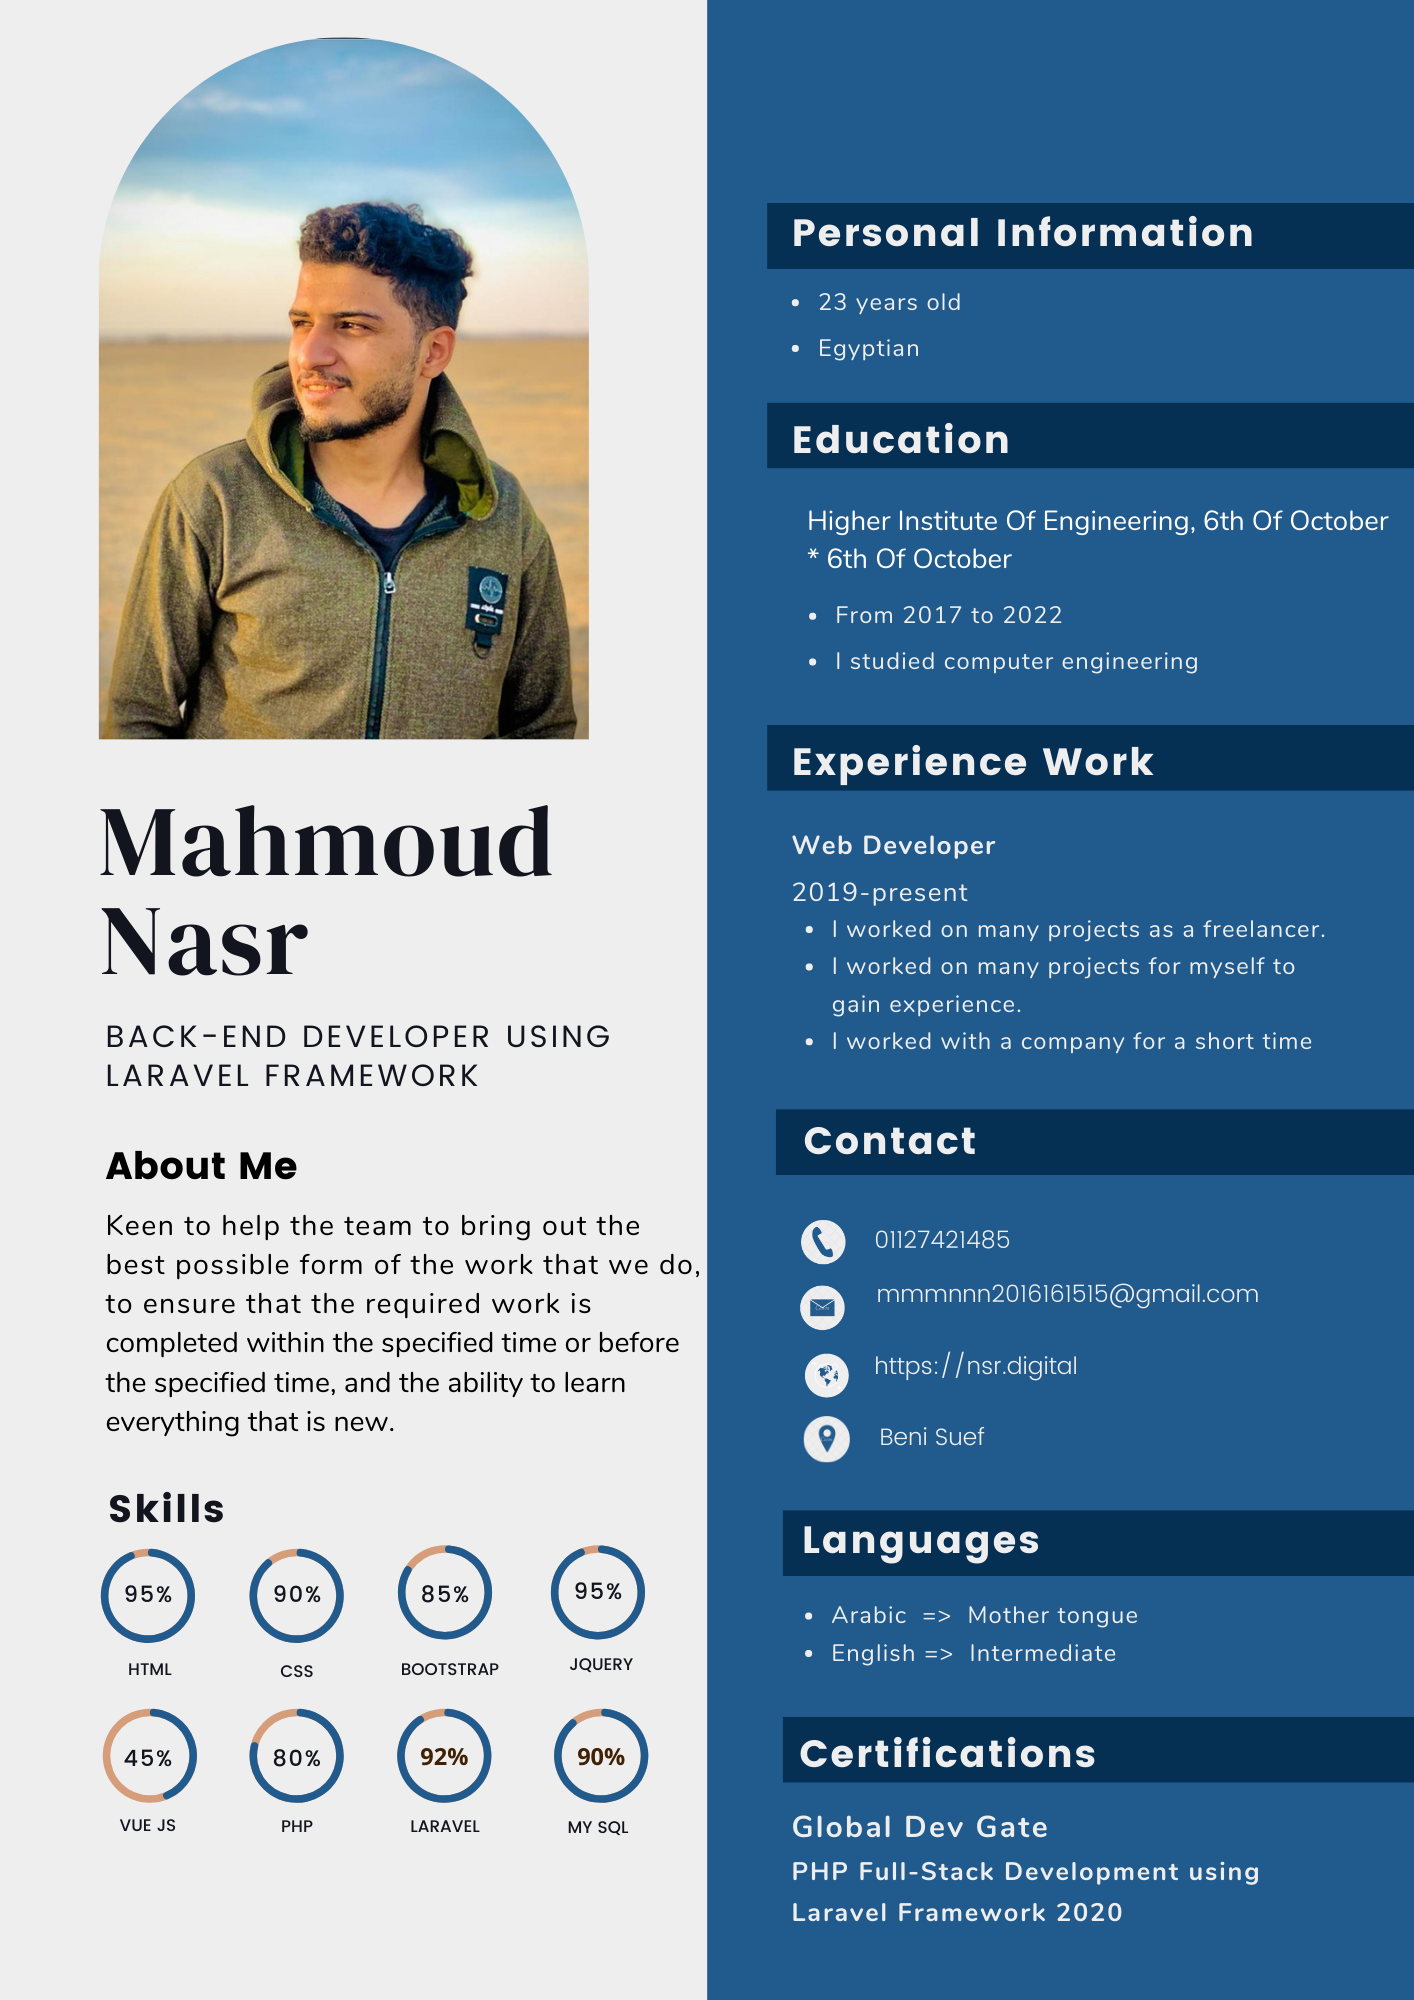 Mahmoud
Nasr
BACK-END DEVELOPER USING
LARAVEL FRAMEWORK
About Me
Keen to help the team to bring out the
best possible form of the work that we do,
to ensure that the required work is
completed within the specified time or before
the specified time, and the ability to learn
everything that is new.
Skills
95% 90% 85% 95%
HTML CSS BOOTSTRAP JQUERY
45% 80% 92% 90%
VUE JS PHP LARAVEL MY SQL
Personal Information
• 23 years old
• Egyptian
Education
Higher Institute Of Engineering, 6th Of October
* 6th Of October
• From 2017 to 2022
• I studied computer engineering
Experience Work
Web Developer
2019-present
• I worked on many projects as a freelancer.
• I worked on many projects for myself to
gain experience.
• I worked with a company for a short time
Contact
01127421485
mmmnnn2016161515@gmail.com
https://nsr.digital
Beni Suef
Languages
• Arabic => Mother tongue
• English => Intermediate
Certifications
Global Dev Gate
PHP Full-Stack Development using
Laravel Framework 2020